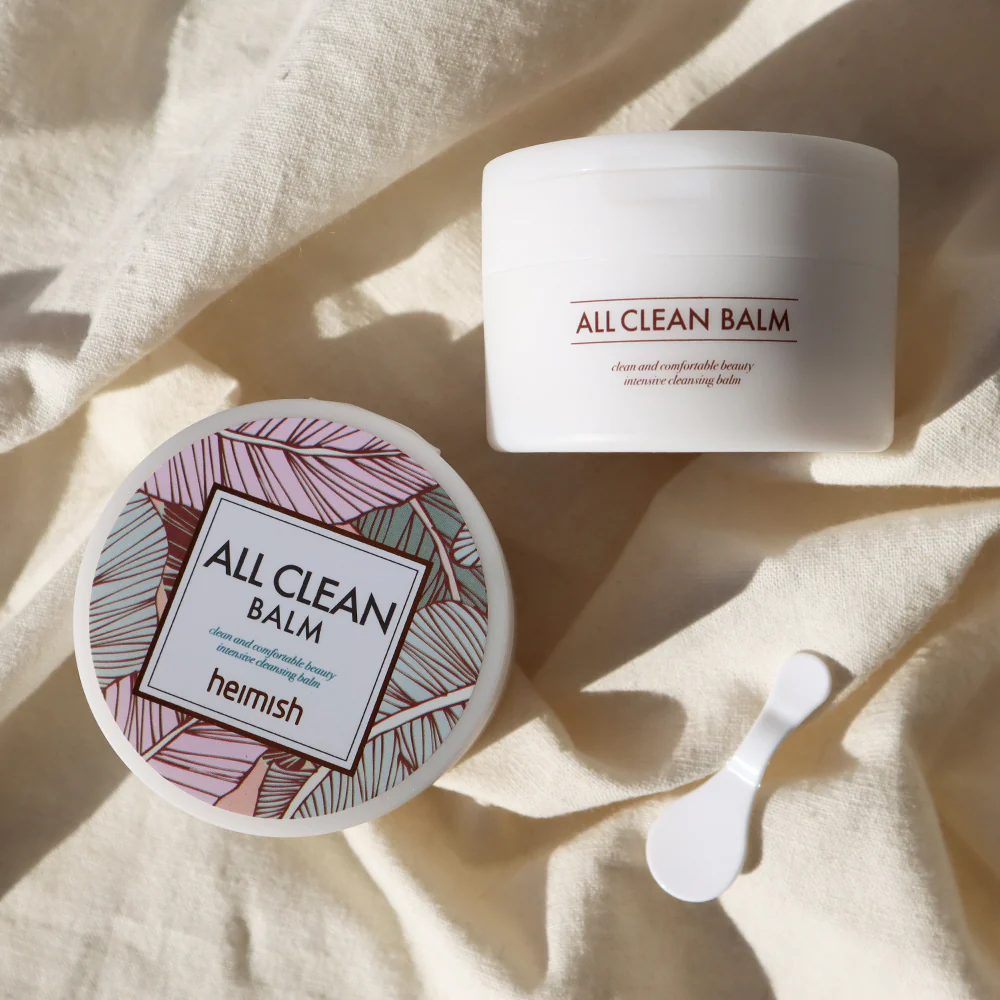 ALL CLEAN BALM
clean and comfortable beauty
intensive cleansing balm
ALL CLEAN
BALM
clean and comfortable beauty
intensive cleansing balm
heimish